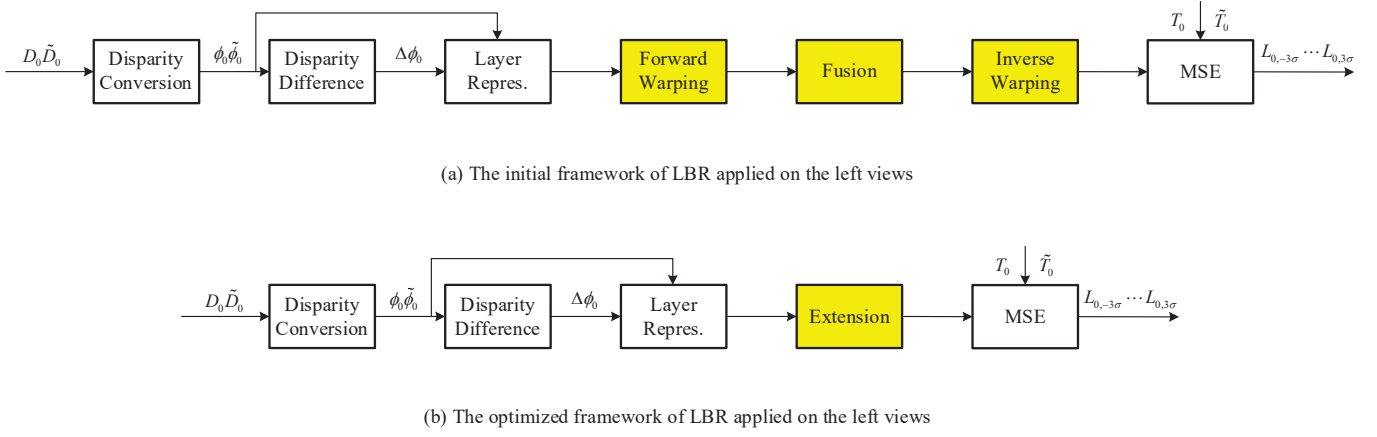 D₀D̃₀
Disparity
Conversion
ϕ₀ϕ̃₀
Disparity
Difference
Δϕ₀
Layer
Repres.
Forward
Warping
Fusion
Inverse
Warping
T₀ T̃₀
MSE
L₀,₋₃σ ⋯ L₀,₃σ
(a) The initial framework of LBR applied on the left views
D₀D̃₀
Disparity
Conversion
ϕ₀ϕ̃₀
Disparity
Difference
Δϕ₀
Layer
Repres.
Extension
T₀ T̃₀
MSE
L₀,₋₃σ ⋯ L₀,₃σ
(b) The optimized framework of LBR applied on the left views